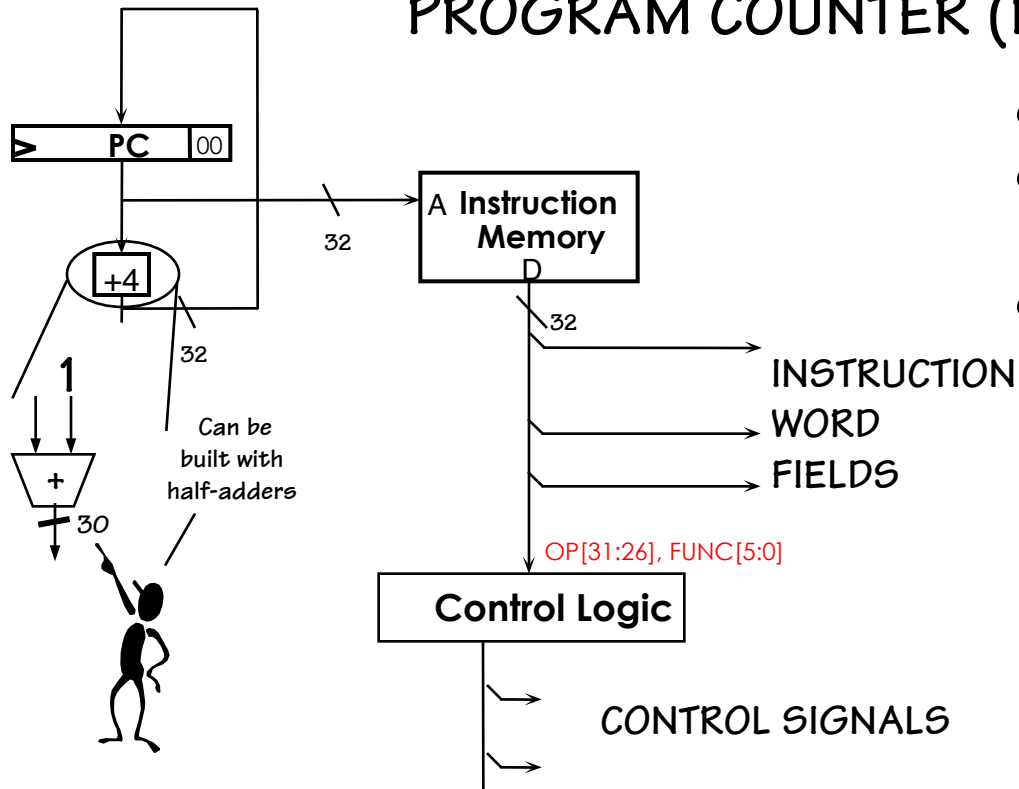 PROGRAM COUNTER (
PC 00
A Instruction
Memory
D
32
+4
32
32
1
INSTRUCTION
WORD
FIELDS
Can be
built with
half-adders
+
30
OP[31:26], FUNC[5:0]
Control Logic
CONTROL SIGNALS